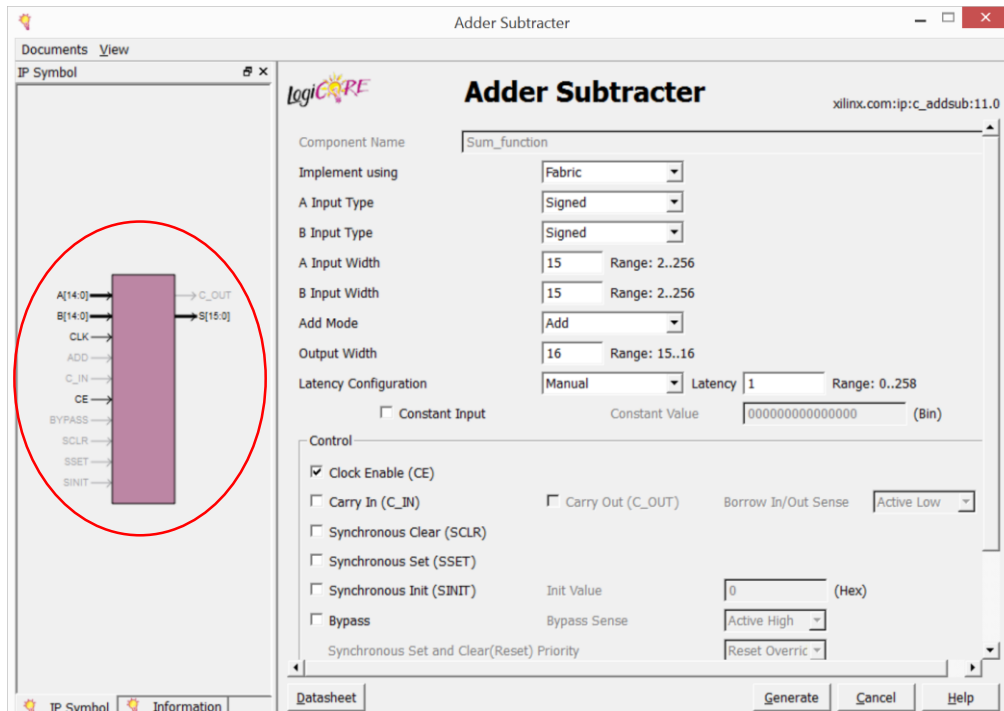 Adder Subtracter
Documents View
IP Symbol
A[14:0]
B[14:0]
CLK
ADD
C_IN
CE
BYPASS
SCLR
SSET
SINIT
C_OUT
S[15:0]
IP Symbol Information
LogiCORE
Adder Subtracter
xilinx.com:ip:c_addsub:11.0
Component Name Sum_function
Implement using Fabric
A Input Type Signed
B Input Type Signed
A Input Width 15 Range: 2..256
B Input Width 15 Range: 2..256
Add Mode Add
Output Width 16 Range: 15..16
Latency Configuration Manual Latency 1 Range: 0..258
Constant Input Constant Value 000000000000000 (Bin)
Control
Clock Enable (CE)
Carry In (C_IN) Carry Out (C_OUT) Borrow In/Out Sense Active Low
Synchronous Clear (SCLR)
Synchronous Set (SSET)
Synchronous Init (SINIT) Init Value 0 (Hex)
Bypass Bypass Sense Active High
Synchronous Set and Clear(Reset) Priority Reset Overric
Datasheet Generate Cancel Help